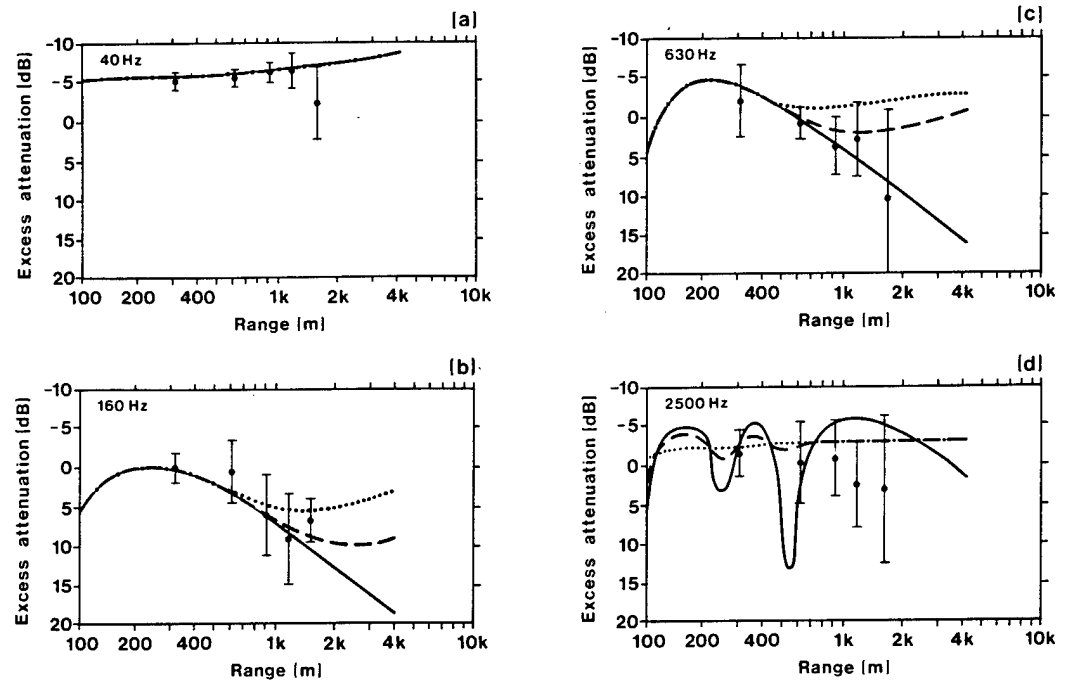 [a]
40 Hz
Excess attenuation [dB]
-10
-5
0
5
10
15
20
100 200 400 1k 2k 4k 10k
Range [m]
[b]
160 Hz
Excess attenuation [dB]
-10
0
5
10
15
20
100 200 400 1k 2k 4k 10k
Range [m]
[c]
630 Hz
Excess attenuation [dB]
-10
-5
0
5
10
15
20
100 200 400 1k 2k 4k 10k
Range [m]
[d]
2500 Hz
Excess attenuation [dB]
-10
-5
0
5
10
15
20
100 200 400 1k 2k 4k 10k
Range [m]